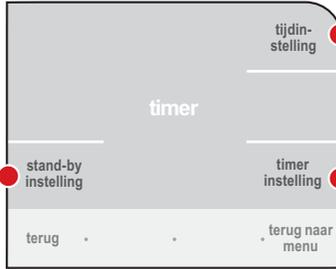 tijdin-
stelling
timer
stand-by
instelling
timer
instelling
terug
terug naar
menu